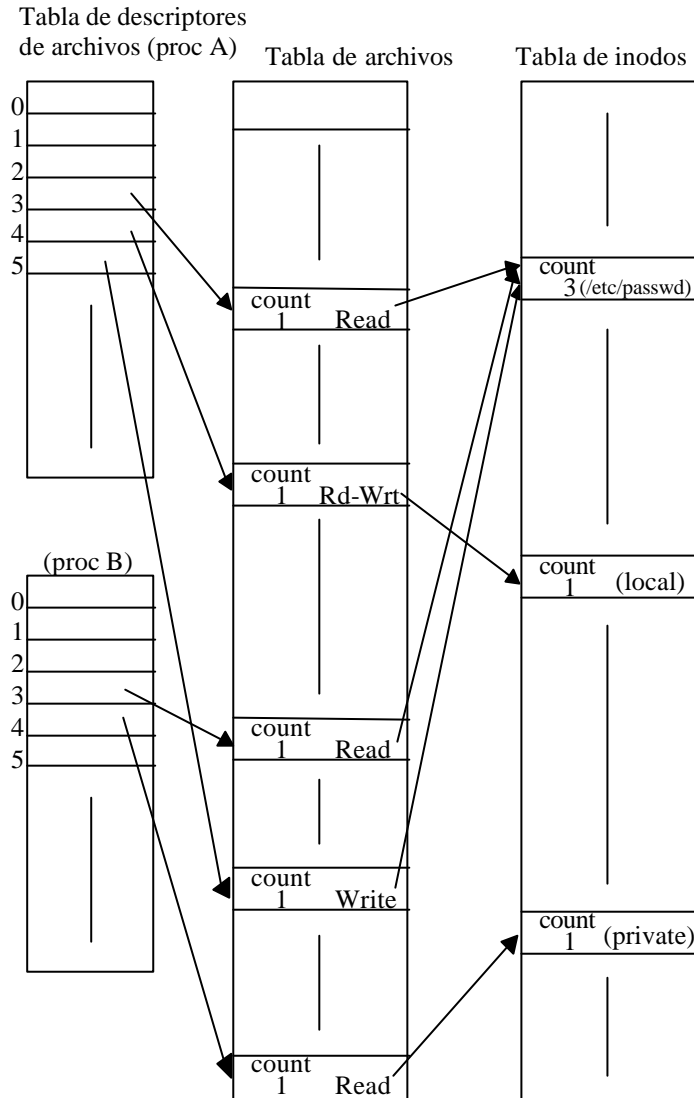 Tabla de descriptores
de archivos (proc A)
Tabla de archivos
Tabla de inodos
0
1
2
3
4
5
count
1 Read
count
1 Rd-Wrt
(proc B)
0
1
2
3
4
5
count
1 Read
count
1 Write
count
1 Read
count
3 (/etc/passwd)
count
1 (local)
count
1 (private)